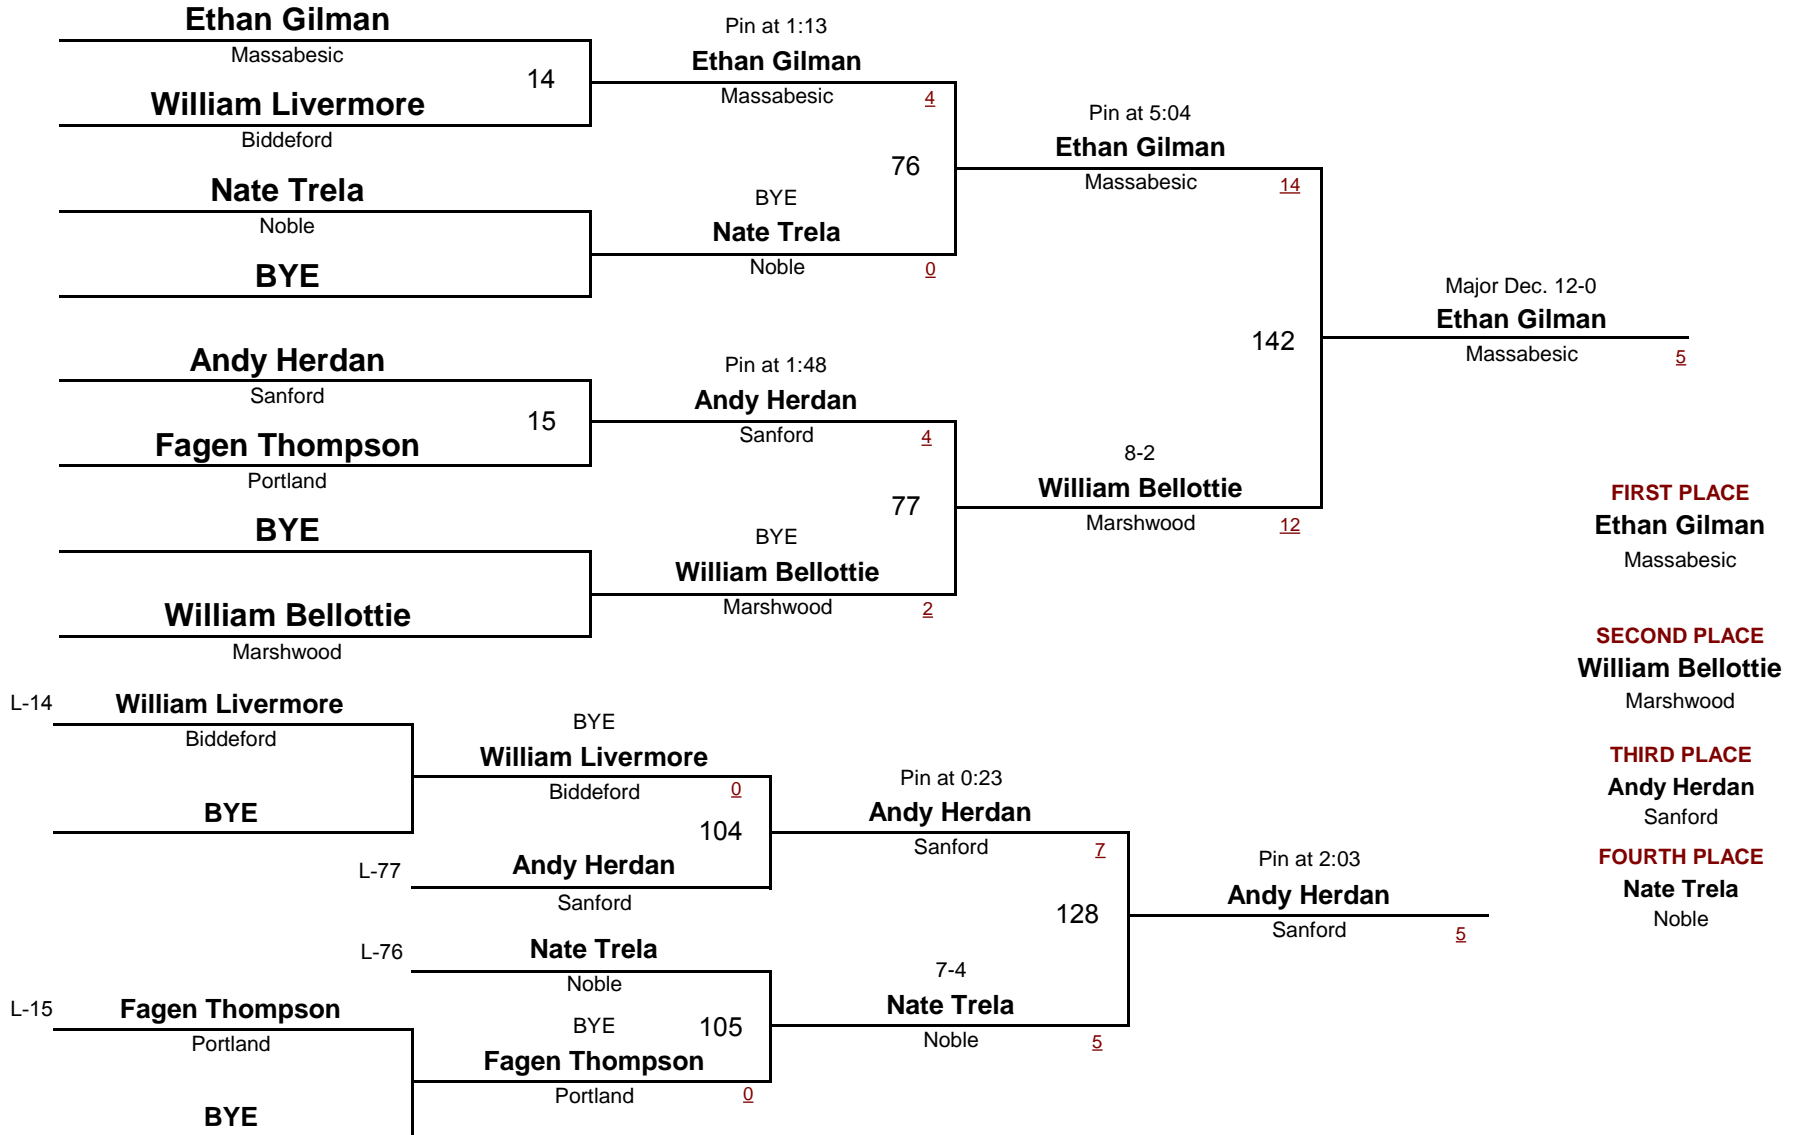 Ethan Gilman
Massabesic
14
William Livermore
Biddeford
Nate Trela
Noble
BYE
Andy Herdan
Sanford
15
Fagen Thompson
Portland
BYE
William Bellottie
Marshwood
Pin at 1:13
Ethan Gilman
Massabesic 4
76
BYE
Nate Trela
Noble 0
Pin at 1:48
Andy Herdan
Sanford 4
77
BYE
William Bellottie
Marshwood 2
Pin at 5:04
Ethan Gilman
Massabesic 14
142
8-2
William Bellottie
Marshwood 12
Major Dec. 12-0
Ethan Gilman
Massabesic 5
FIRST PLACE
Ethan Gilman
Massabesic
SECOND PLACE
William Bellottie
Marshwood
THIRD PLACE
Andy Herdan
Sanford
FOURTH PLACE
Nate Trela
Noble
L-14 William Livermore
Biddeford
BYE
BYE
William Livermore
Biddeford 0
104
L-77 Andy Herdan
Sanford
L-76 Nate Trela
Noble
L-15 Fagen Thompson
Portland
BYE
BYE 105
Fagen Thompson
Portland 0
Pin at 0:23
Andy Herdan
Sanford 7
128
7-4
Nate Trela
Noble 5
Pin at 2:03
Andy Herdan
Sanford 5